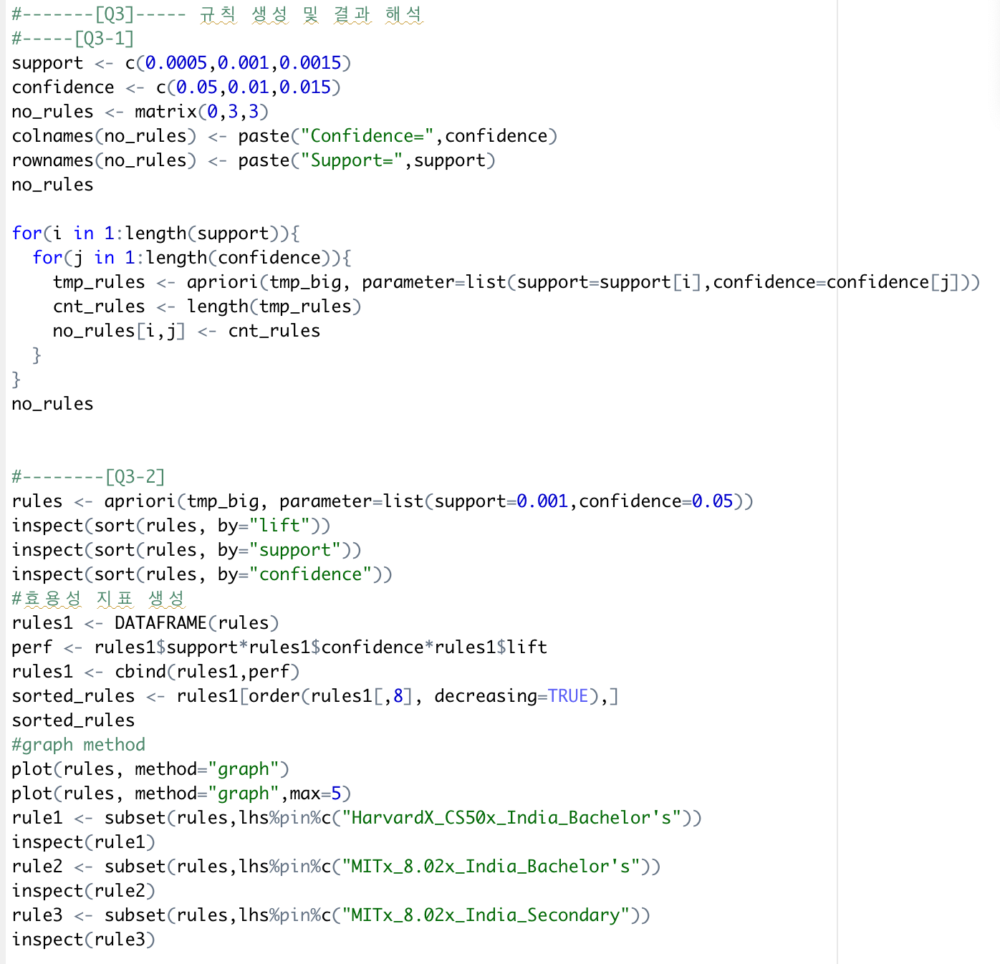 #-------[Q3]----- 규칙 생성 및 결과 해석
#-----[Q3-1]
support <- c(0.0005,0.001,0.0015)
confidence <- c(0.05,0.01,0.015)
no_rules <- matrix(0,3,3)
colnames(no_rules) <- paste("Confidence=",confidence)
rownames(no_rules) <- paste("Support=",support)
no_rules
for(i in 1:length(support)){
  for(j in 1:length(confidence)){
    tmp_rules <- apriori(tmp_big, parameter=list(support=support[i],confidence=confidence[j]))
    cnt_rules <- length(tmp_rules)
    no_rules[i,j] <- cnt_rules
  }
}
no_rules
#--------[Q3-2]
rules <- apriori(tmp_big, parameter=list(support=0.001,confidence=0.05))
inspect(sort(rules, by="lift"))
inspect(sort(rules, by="support"))
inspect(sort(rules, by="confidence"))
#효용성 지표 생성
rules1 <- DATAFRAME(rules)
perf <- rules1$support*rules1$confidence*rules1$lift
rules1 <- cbind(rules1,perf)
sorted_rules <- rules1[order(rules1[,8], decreasing=TRUE),]
sorted_rules
#graph method
plot(rules, method="graph")
plot(rules, method="graph",max=5)
rule1 <- subset(rules,lhs%pin%c("HarvardX_CS50x_India_Bachelor's"))
inspect(rule1)
rule2 <- subset(rules,lhs%pin%c("MITx_8.02x_India_Bachelor's"))
inspect(rule2)
rule3 <- subset(rules,lhs%pin%c("MITx_8.02x_India_Secondary"))
inspect(rule3)